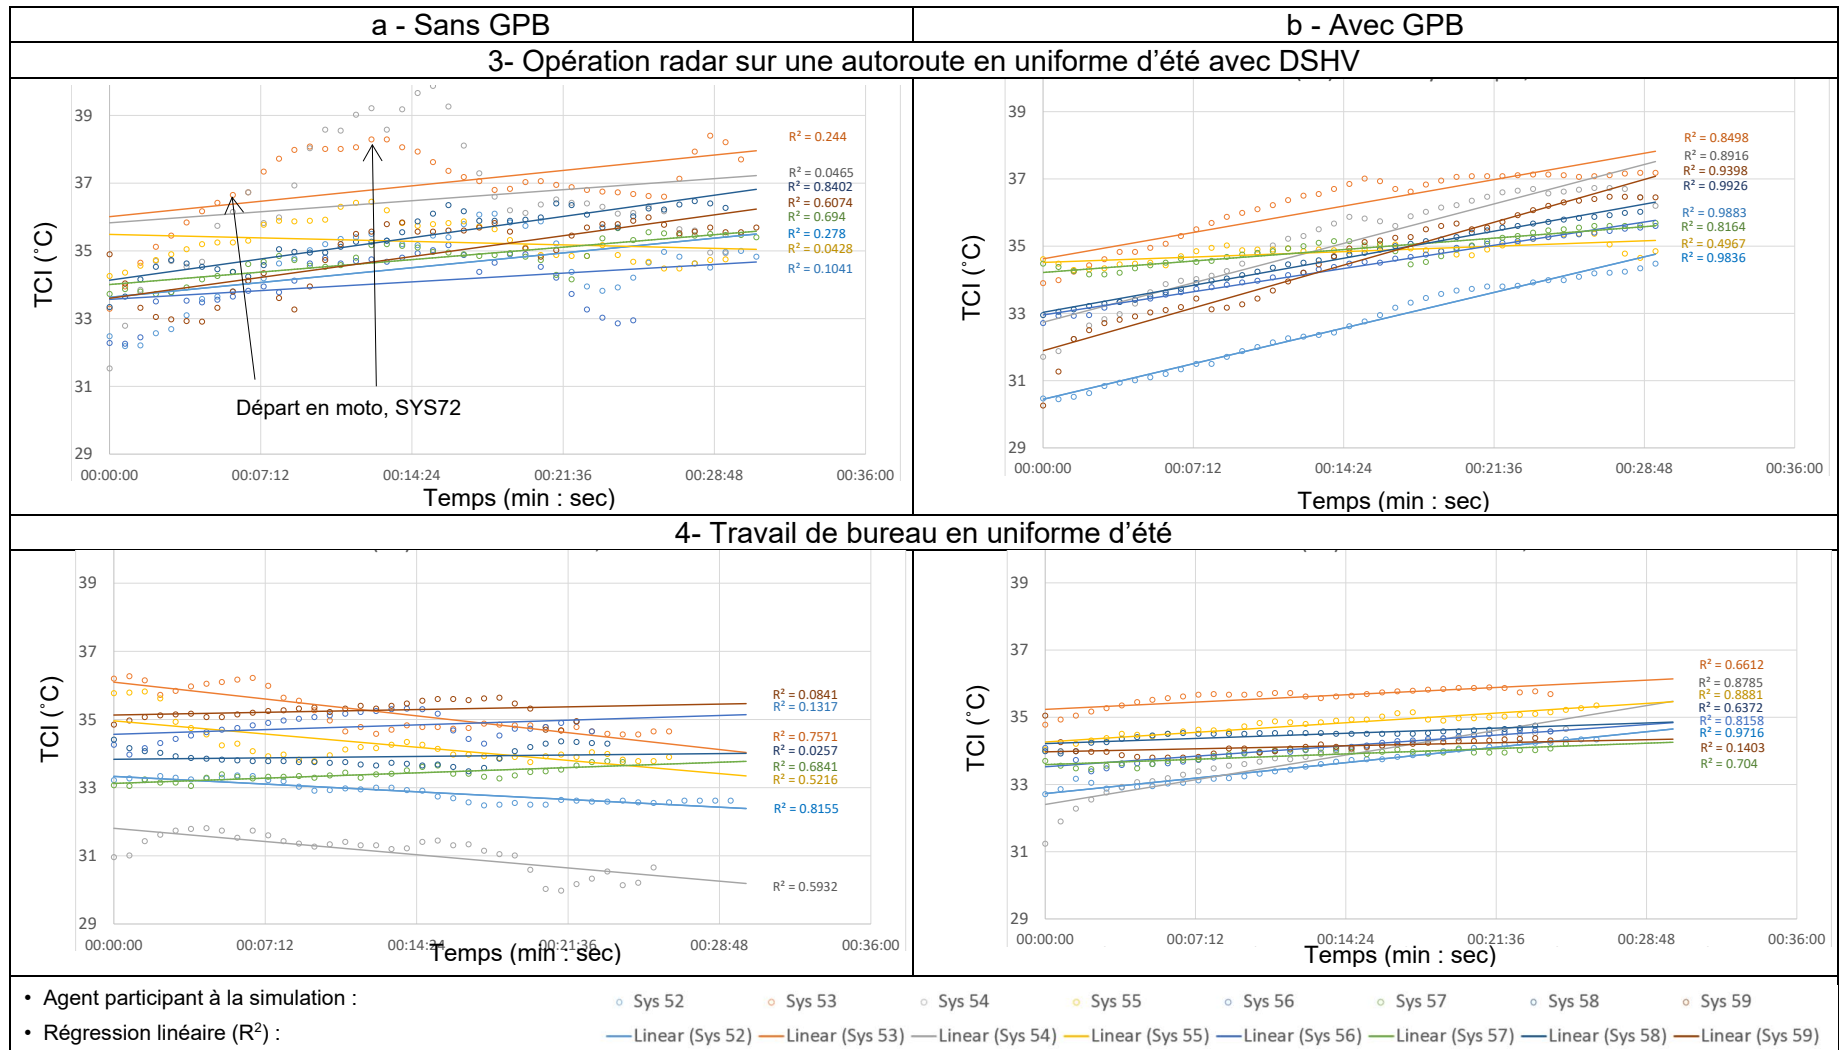 a - Sans GPB
b - Avec GPB
3- Opération radar sur une autoroute en uniforme d’été avec DSHV
39
37
35
33
31
29
TCI (°C)
R² = 0.244
R² = 0.0465
R² = 0.8402
R² = 0.6074
R² = 0.694
R² = 0.278
R² = 0.0428
R² = 0.1041
Départ en moto, SYS72
00:00:00 00:07:12 00:14:24 00:21:36 00:28:48 00:36:00
Temps (min : sec)
39
37
35
33
31
29
TCI (°C)
R² = 0.8498
R² = 0.8916
R² = 0.9398
R² = 0.9926
R² = 0.9883
R² = 0.8164
R² = 0.4967
R² = 0.9836
00:00:00 00:07:12 00:14:24 00:21:36 00:28:48 00:36:00
Temps (min : sec)
4- Travail de bureau en uniforme d’été
39
37
35
33
31
29
TCI (°C)
R² = 0.0841
R² = 0.1317
R² = 0.7571
R² = 0.0257
R² = 0.6841
R² = 0.5216
R² = 0.8155
R² = 0.5932
00:00:00 00:07:12 00:14:24 00:21:36 00:28:48 00:36:00
Temps (min : sec)
39
37
35
33
31
29
TCI (°C)
R² = 0.6612
R² = 0.8785
R² = 0.8881
R² = 0.6372
R² = 0.8158
R² = 0.9716
R² = 0.1403
R² = 0.704
00:00:00 00:07:12 00:14:24 00:21:36 00:28:48 00:36:00
Temps (min : sec)
• Agent participant à la simulation :
Sys 52 Sys 53 Sys 54 Sys 55 Sys 56 Sys 57 Sys 58 Sys 59
• Régression linéaire (R²) :
Linear (Sys 52) Linear (Sys 53) Linear (Sys 54) Linear (Sys 55) Linear (Sys 56) Linear (Sys 57) Linear (Sys 58) Linear (Sys 59)